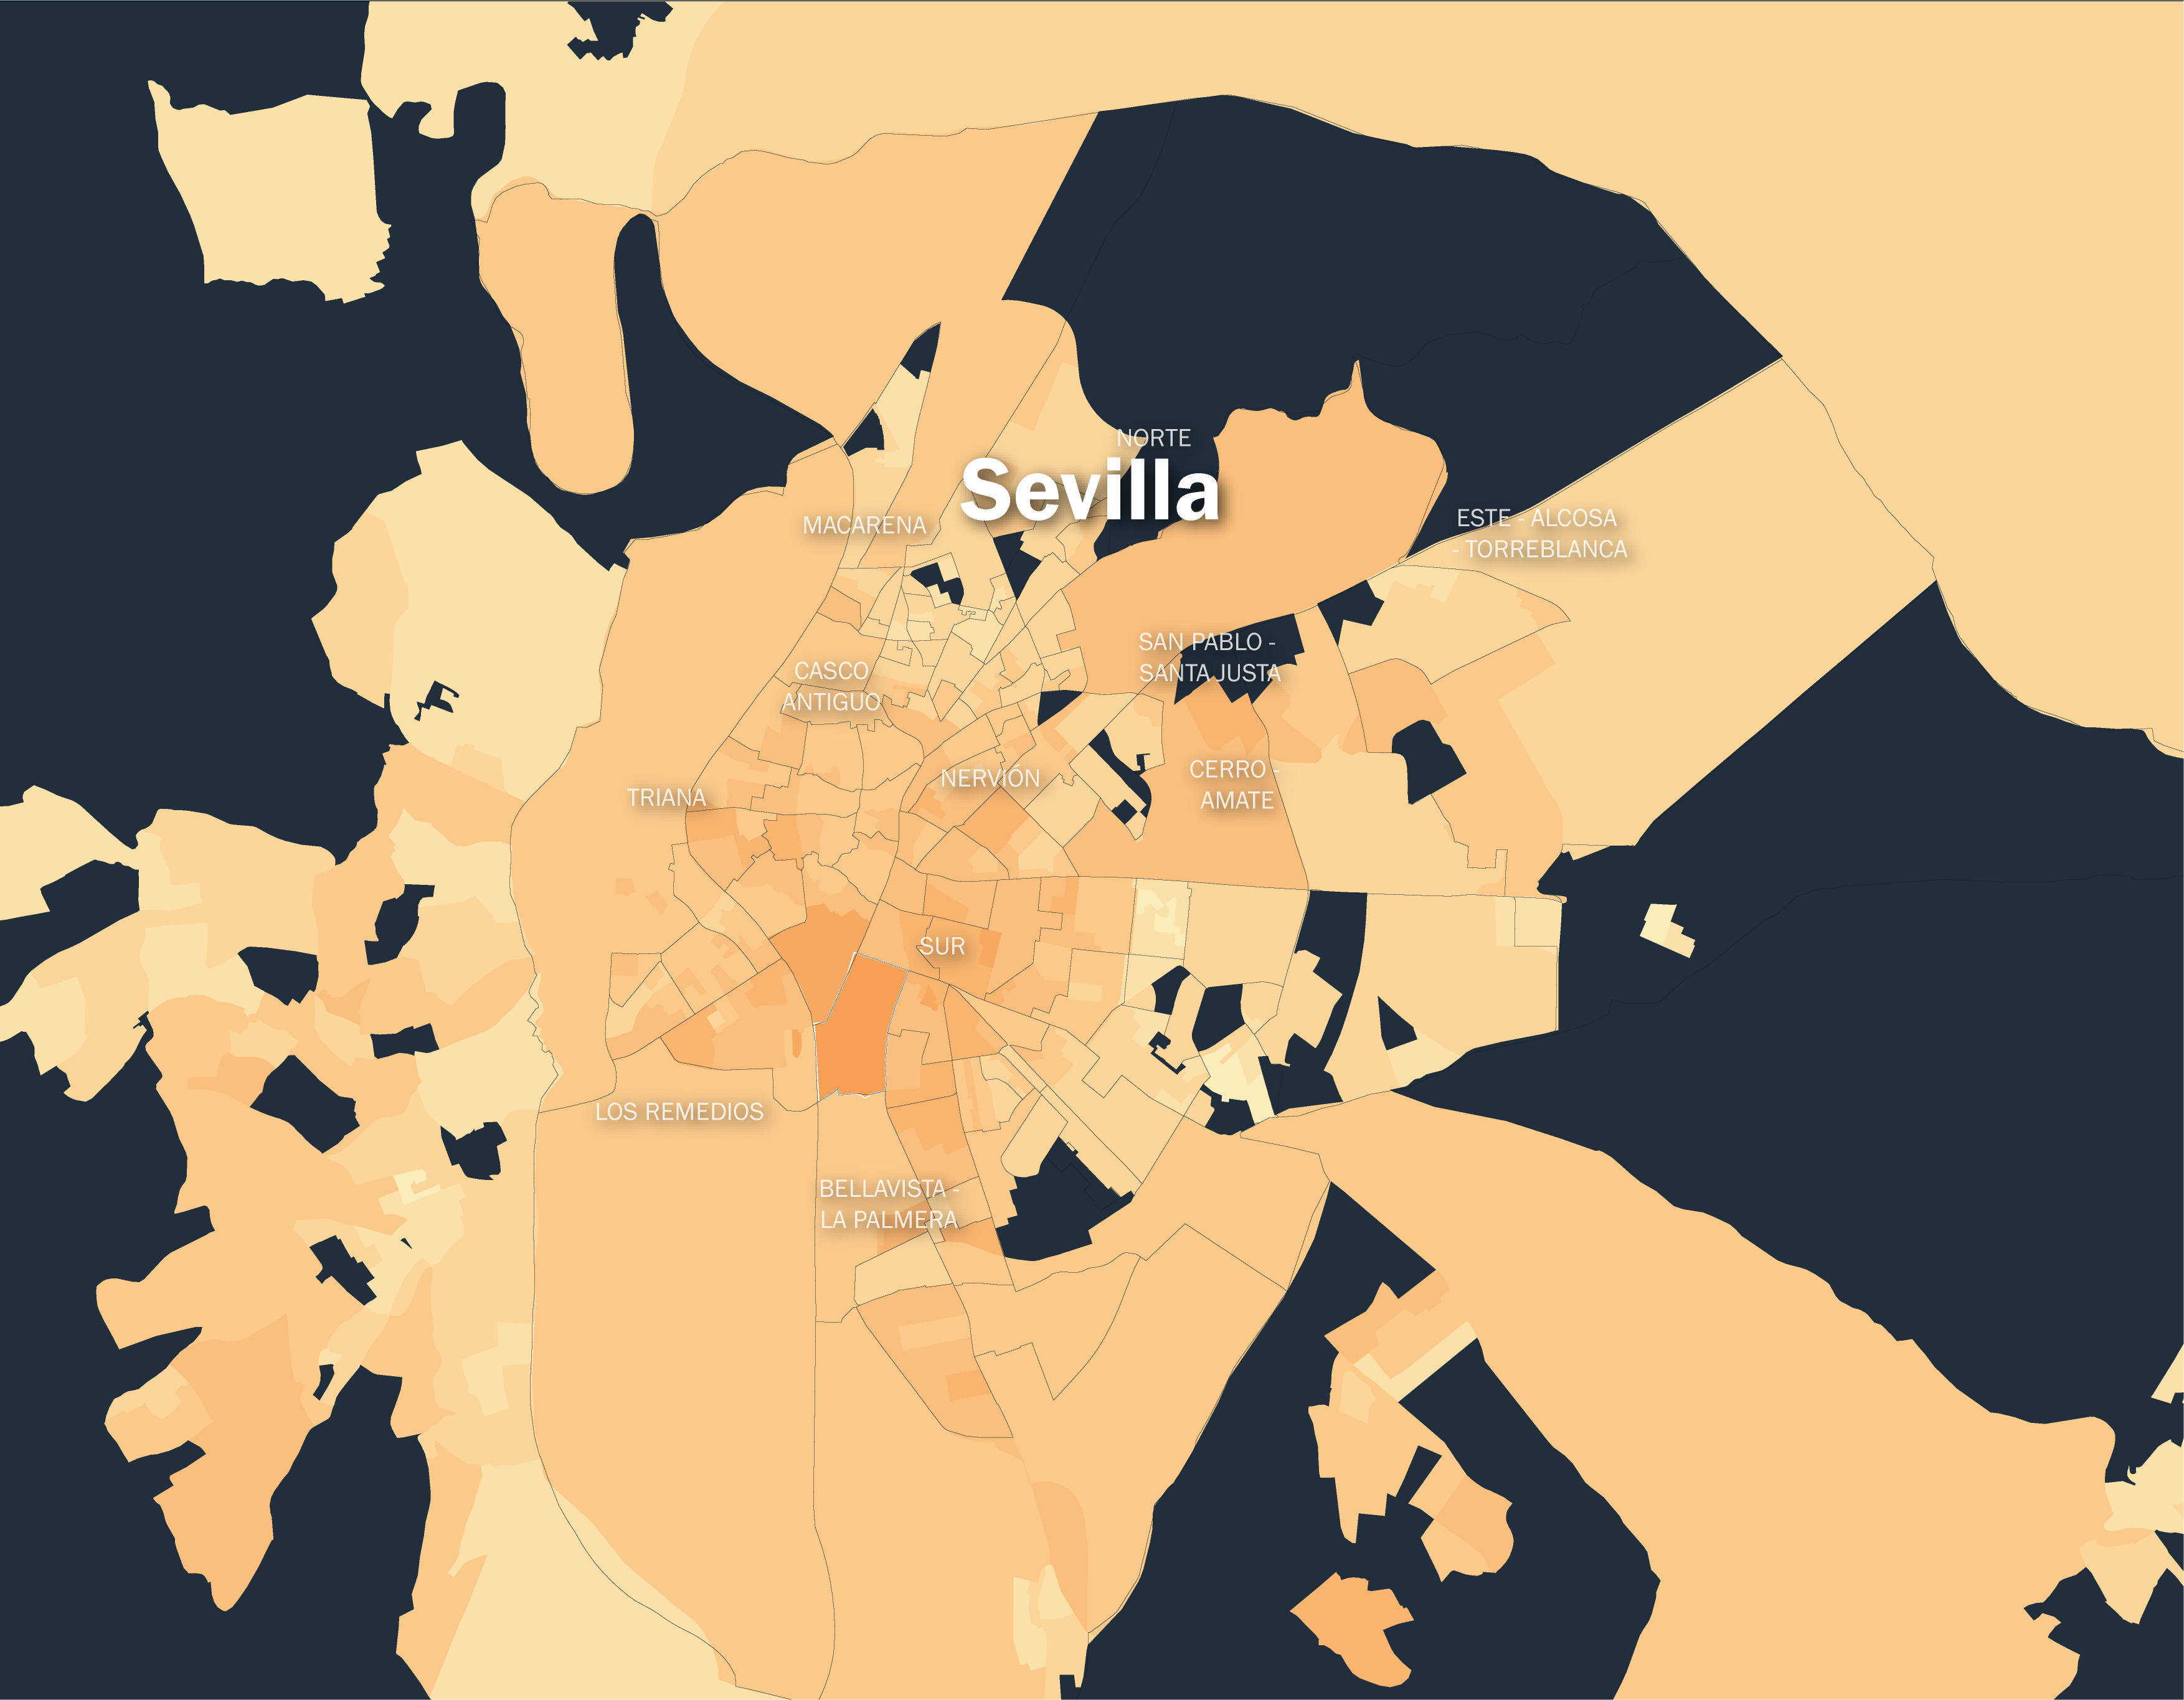 NORTE
Sevilla
MACARENA
ESTE - ALCOSA
- TORREBLANCA
SAN PABLO -
SANTA JUSTA
CASCO
ANTIGUO
NERVIÓN
CERRO -
AMATE
TRIANA
SUR
LOS REMEDIOS
BELLAVISTA -
LA PALMERA